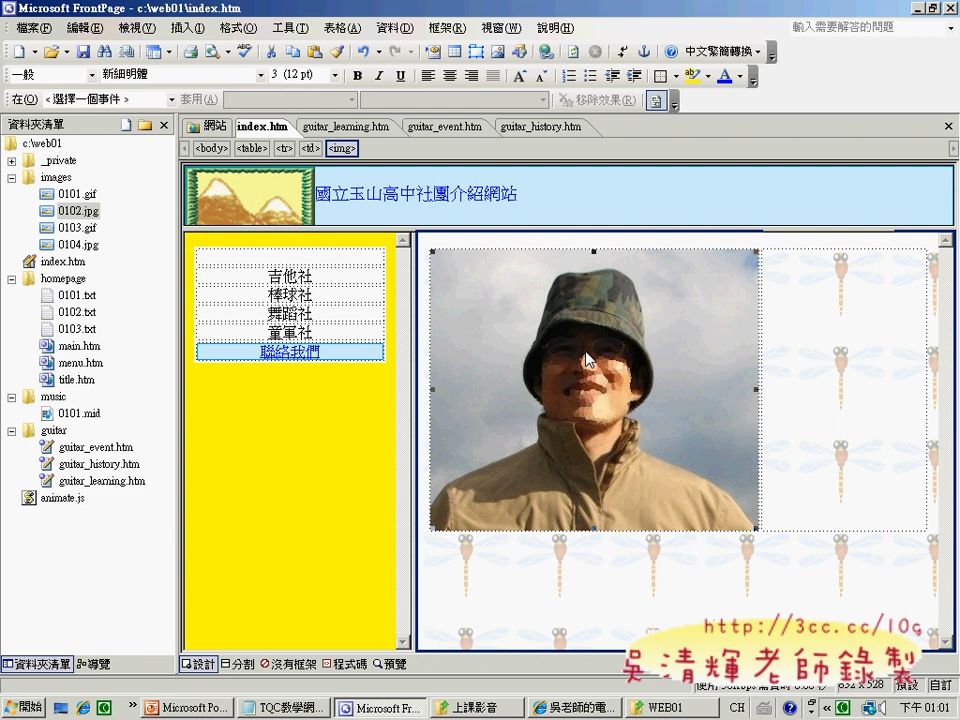 Microsoft FrontPage - c:\web01\index.htm
檔案(F) 編輯(E) 檢視(V) 插入(I) 格式(O) 工具(T) 表格(A) 資料(D) 框架(R) 視窗(W) 說明(H) 輸入需要解答的問題
中文繁簡轉換
一般 新細明體 3 (12 pt) B I U
在(O) <選擇一個事件> 套用(A) 移除效果(R)
資料夾清單 網站 index.htm guitar_learning.htm guitar_event.htm guitar_history.htm
c:\web01 <body> <table> <tr> <td> <img>
_private
images
0101.gif
0102.jpg
0103.gif
0104.jpg
index.htm
homepage
0101.txt
0102.txt
0103.txt
main.htm
menu.htm
title.htm
music
0101.mid
guitar
guitar_event.htm
guitar_history.htm
guitar_learning.htm
animate.js
國立玉山高中社團介紹網站
吉他社
棒球社
舞蹈社
童軍社
聯絡我們
http://3cc.cc/10g
吳清輝老師錄製
資料夾清單 導覽 設計 分割 沒有框架 程式碼 預覽
預設 自訂
開始 Microsoft Po... TQC教學網... Microsoft Fr... 上課影音 吳老師的電... WEB01 CH 下午 01:01